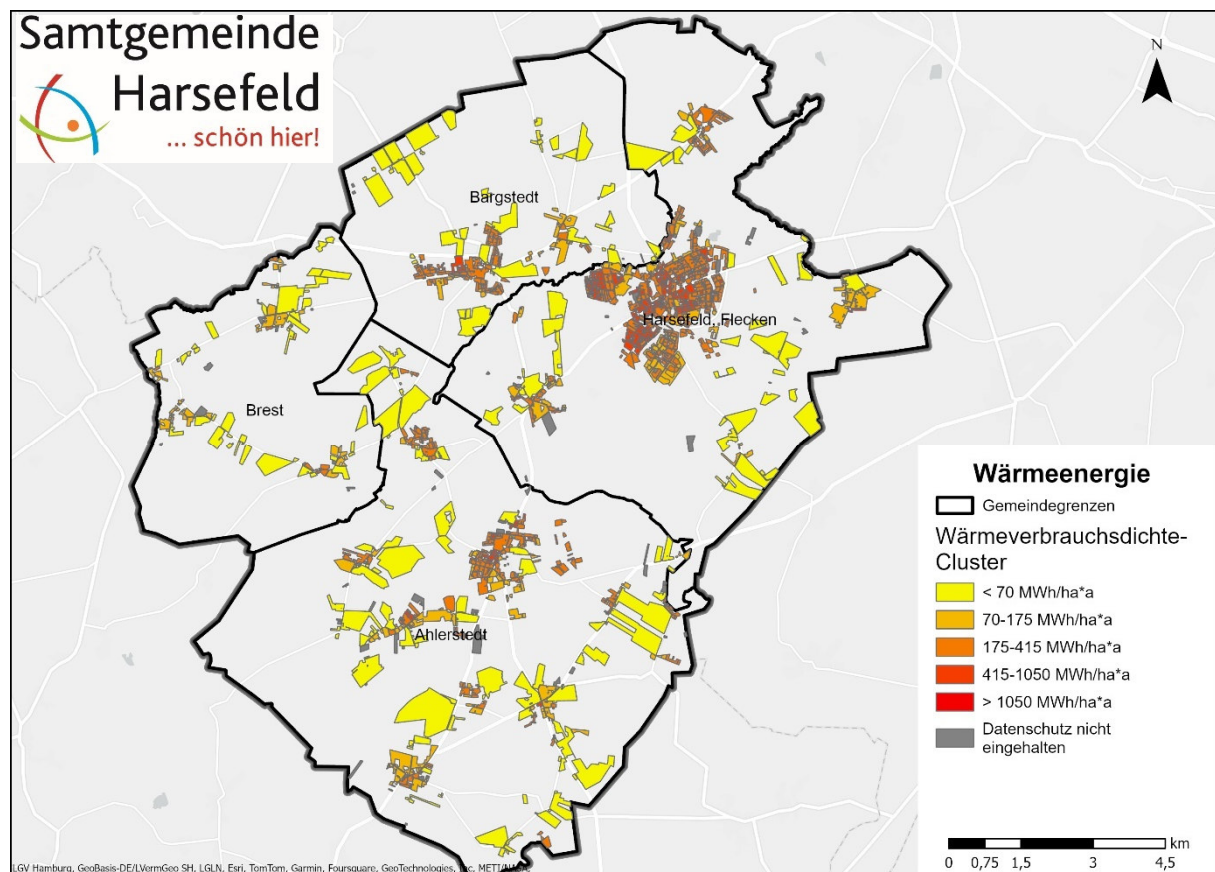 Samtgemeinde
Harsefeld
... schön hier!
N
Bargstedt
Harsefeld, Flecken
Brest
Ahlerstedt
Wärmeenergie
Gemeindegrenzen
Wärmeverbrauchsdichte-
Cluster
< 70 MWh/ha*a
70-175 MWh/ha*a
175-415 MWh/ha*a
415-1050 MWh/ha*a
> 1050 MWh/ha*a
Datenschutz nicht
eingehalten
km
0 0,75 1,5 3 4,5
LGV Hamburg, GeoBasis-DE/LVermGeo SH, LGLN, Esri, TomTom, Garmin, Foursquare, GeoTechnologies, Inc, METI/